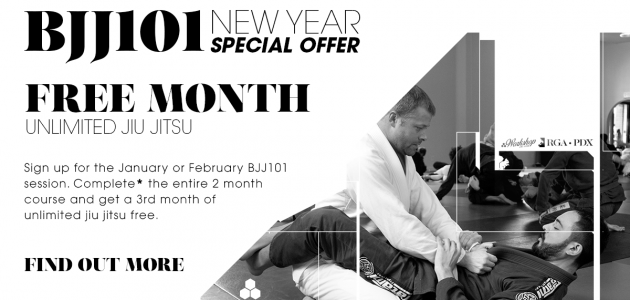 BJJ101 NEW YEAR
SPECIAL OFFER
FREE MONTH
UNLIMITED JIU JITSU
Sign up for the January or February BJJ101
session. Complete* the entire 2 month
course and get a 3rd month of
unlimited jiu jitsu free.
FIND OUT MORE
Workshop RGA • PDX